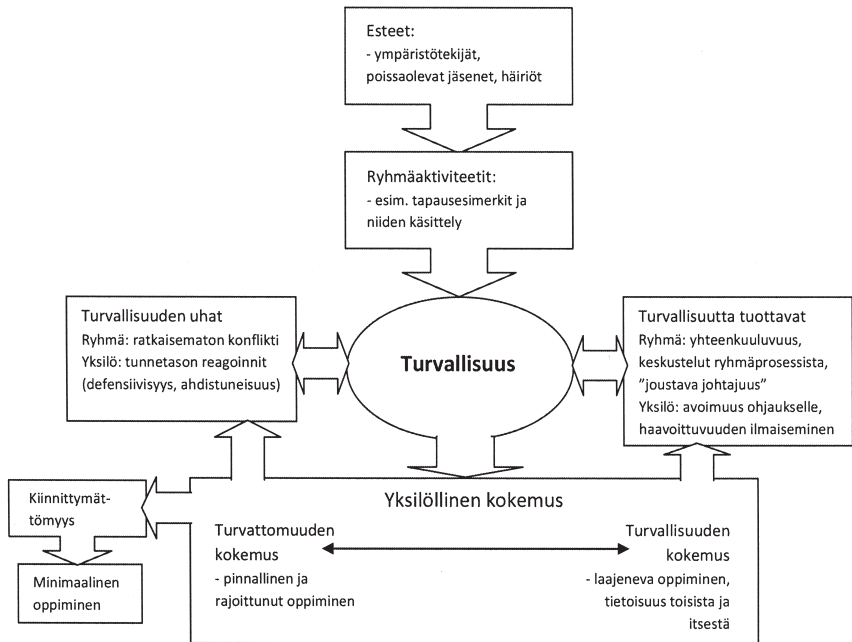 Esteet:
- ympäristötekijät,
poissaolevat jäsenet, häiriöt
Ryhmäaktiviteetit:
- esim. tapausesimerkit ja
niiden käsittely
Turvallisuuden uhat
Ryhmä: ratkaisematon konflikti
Yksilö: tunnetason reagoinnit
(defensiivisyys, ahdistuneisuus)
Turvallisuus
Turvallisuutta tuottavat
Ryhmä: yhteenkuuluvuus,
keskustelut ryhmäprosessista,
”joustava johtajuus”
Yksilö: avoimuus ohjaukselle,
haavoittuvuuden ilmaiseminen
Kiinnittymät-
tömyys
Minimaalinen
oppiminen
Yksilöllinen kokemus
Turvattomuuden
kokemus
- pinnallinen ja
rajoittunut oppiminen
Turvallisuuden
kokemus
- laajeneva oppiminen,
tietoisuus toisista ja
itsestä